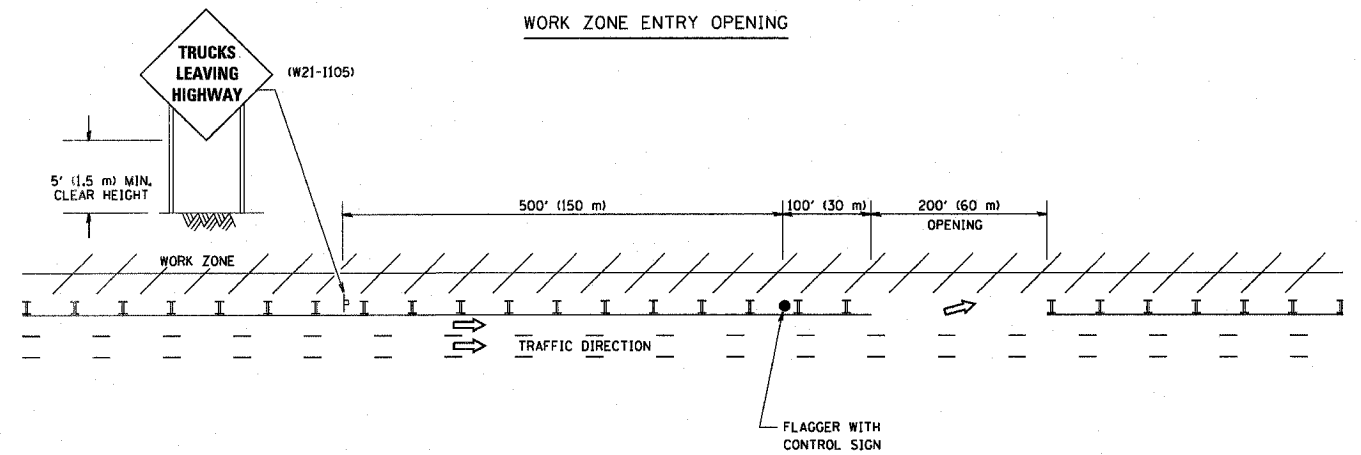 WORK ZONE ENTRY OPENING
TRUCKS
LEAVING
HIGHWAY
(W21-I105)
5' (1.5 m) MIN.
CLEAR HEIGHT
500' (150 m)
100' (30 m)
200' (60 m)
OPENING
WORK ZONE
TRAFFIC DIRECTION
FLAGGER WITH
CONTROL SIGN